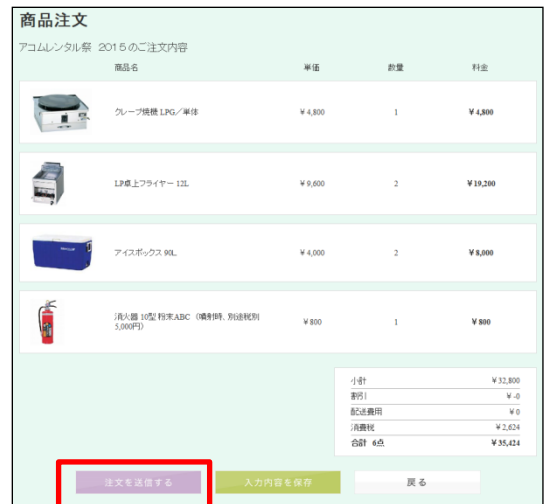 商品注文
アコムレンタル祭 2015のご注文内容
商品名 単価 数量 料金
クレープ焼機 LPG／単体 ￥4,800 1 ￥4,800
LP卓上フライヤー 12L ￥9,600 2 ￥19,200
アイスボックス 90L ￥4,000 2 ￥8,000
消火器 10型 粉末ABC（噴射時、別途税別
5,000円） ￥800 1 ￥800
小計 ￥32,800
割引 ￥-0
配送費用 ￥0
消費税 ￥2,624
合計 6点 ￥35,424
注文を送信する 入力内容を保存 戻る